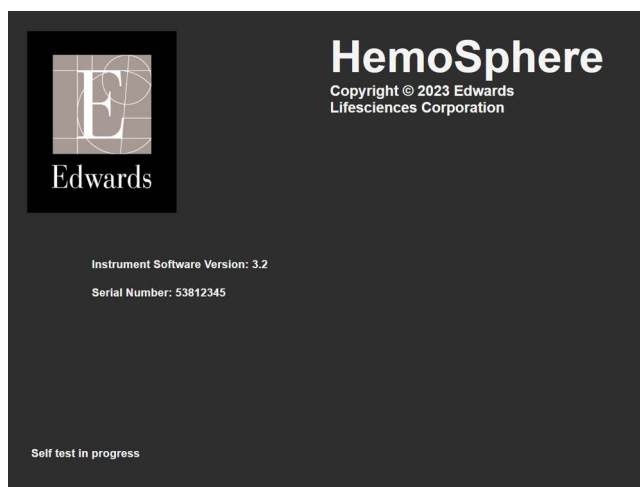 E
Edwards
HemoSphere
Copyright © 2023 Edwards
Lifesciences Corporation
Instrument Software Version: 3.2
Serial Number: 53812345
Self test in progress